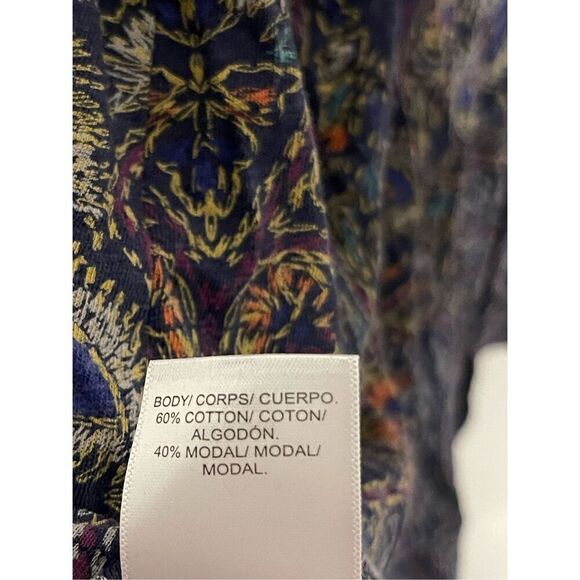 BODY/ CORPS/ CUERPO.
60% COTTON/ COTON/
ALGODÓN.
40% MODAL/ MODAL/
MODAL.